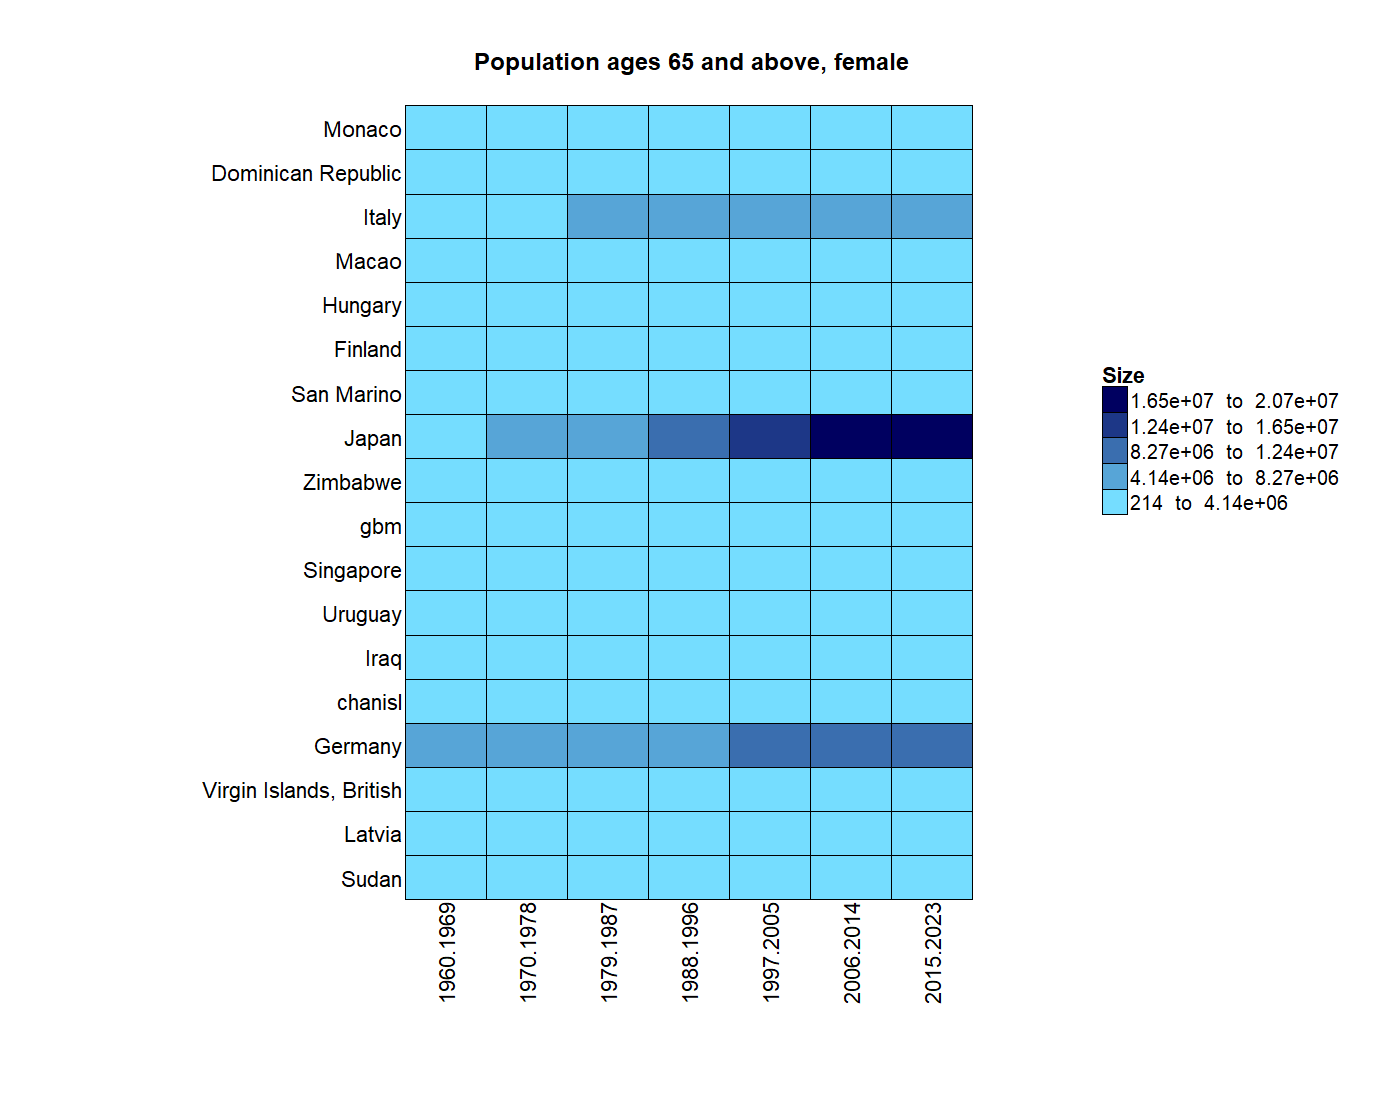 Population ages 65 and above, female
Monaco
Dominican Republic
Italy
Macao
Hungary
Finland
San Marino
Japan
Zimbabwe
gbm
Singapore
Uruguay
Iraq
chanisl
Germany
Virgin Islands, British
Latvia
Sudan
1960.1969
1970.1978
1979.1987
1988.1996
1997.2005
2006.2014
2015.2023
Size
1.65e+07 to 2.07e+07
1.24e+07 to 1.65e+07
8.27e+06 to 1.24e+07
4.14e+06 to 8.27e+06
214 to 4.14e+06